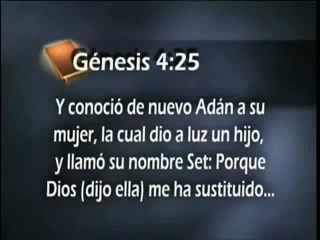 Génesis 4:25
Y conoció de nuevo Adán a su
mujer, la cual dio a luz un hijo,
y llamó su nombre Set: Porque
Dios (dijo ella) me ha sustituido...